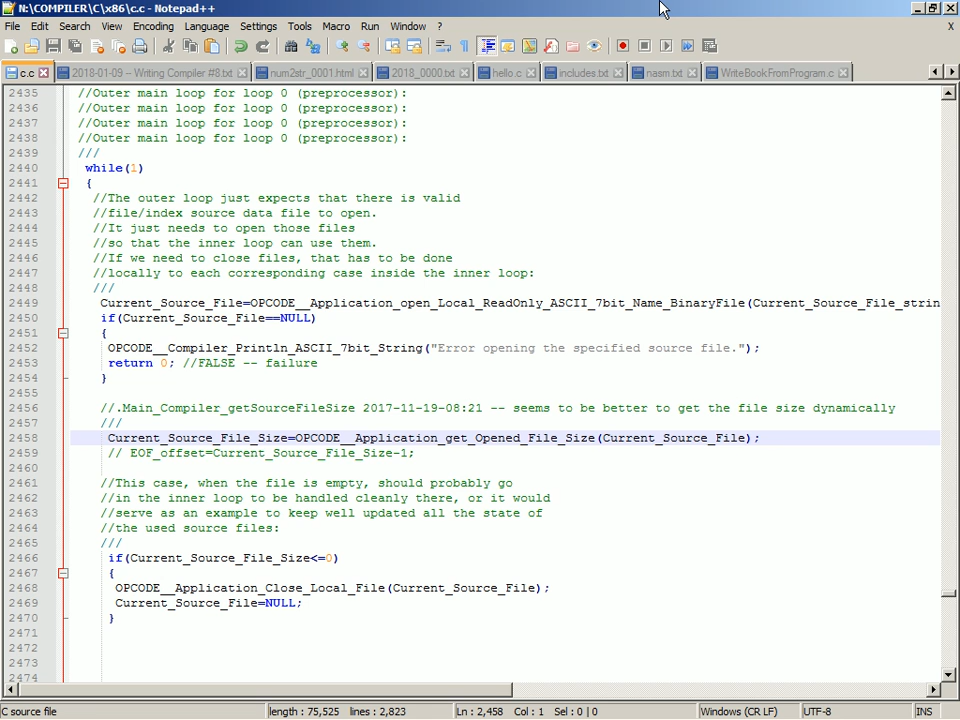 N:\COMPILER\C\x86\c.c - Notepad++
File Edit Search View Encoding Language Settings Tools Macro Run Window ? X
c.c 2018-01-09 -- Writing Compiler #8.txt num2str_0001.html 2018_0000.txt hello.c includes.txt nasm.txt WriteBookFromProgram.c
2435 //Outer main loop for loop 0 (preprocessor):
2436 //Outer main loop for loop 0 (preprocessor):
2437 //Outer main loop for loop 0 (preprocessor):
2438 //Outer main loop for loop 0 (preprocessor):
2439 ///
2440 while(1)
2441 {
2442 //The outer loop just expects that there is valid
2443 //file/index source data file to open.
2444 //It just needs to open those files
2445 //so that the inner loop can use them.
2446 //If we need to close files, that has to be done
2447 //locally to each corresponding case inside the inner loop:
2448 ///
2449 Current_Source_File=OPCODE__Application_open_Local_ReadOnly_ASCII_7bit_Name_BinaryFile(Current_Source_File_strin
2450 if(Current_Source_File==NULL)
2451 {
2452 OPCODE__Compiler_Println_ASCII_7bit_String("Error opening the specified source file.");
2453 return 0; //FALSE -- failure
2454 }
2455
2456 //.Main_Compiler_getSourceFileSize 2017-11-19-08:21 -- seems to be better to get the file size dynamically
2457 ///
2458 Current_Source_File_Size=OPCODE__Application_get_Opened_File_Size(Current_Source_File);
2459 // EOF_offset=Current_Source_File_Size-1;
2460
2461 //This case, when the file is empty, should probably go
2462 //in the inner loop to be handled cleanly there, or it would
2463 //serve as an example to keep well updated all the state of
2464 //the used source files:
2465 ///
2466 if(Current_Source_File_Size<=0)
2467 {
2468 OPCODE__Application_Close_Local_File(Current_Source_File);
2469 Current_Source_File=NULL;
2470 }
2471
2472
2473
2474
C source file length : 75,525 lines : 2,823 Ln : 2,458 Col : 1 Sel : 0 | 0 Windows (CR LF) UTF-8 INS